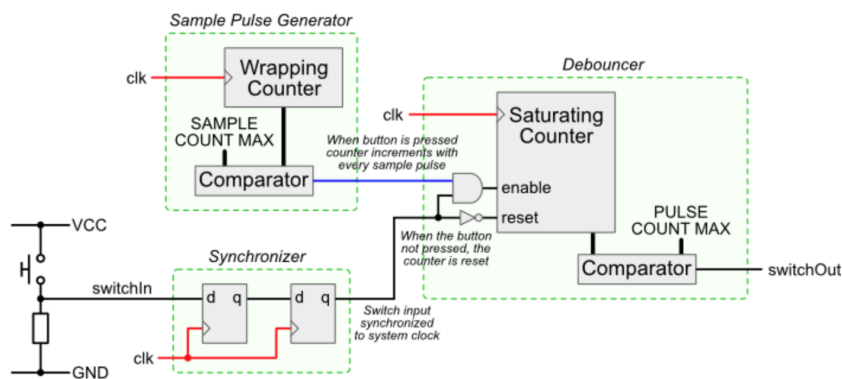 Sample Pulse Generator
clk
Wrapping
Counter
SAMPLE
COUNT MAX
Comparator
When button is pressed
counter increments with
every sample pulse
Debouncer
clk
Saturating
Counter
enable
reset
When the button
not pressed, the
counter is reset
PULSE
COUNT MAX
Comparator
switchOut
VCC
switchIn
GND
Synchronizer
d q
d q
clk
Switch input
synchronized
to system clock